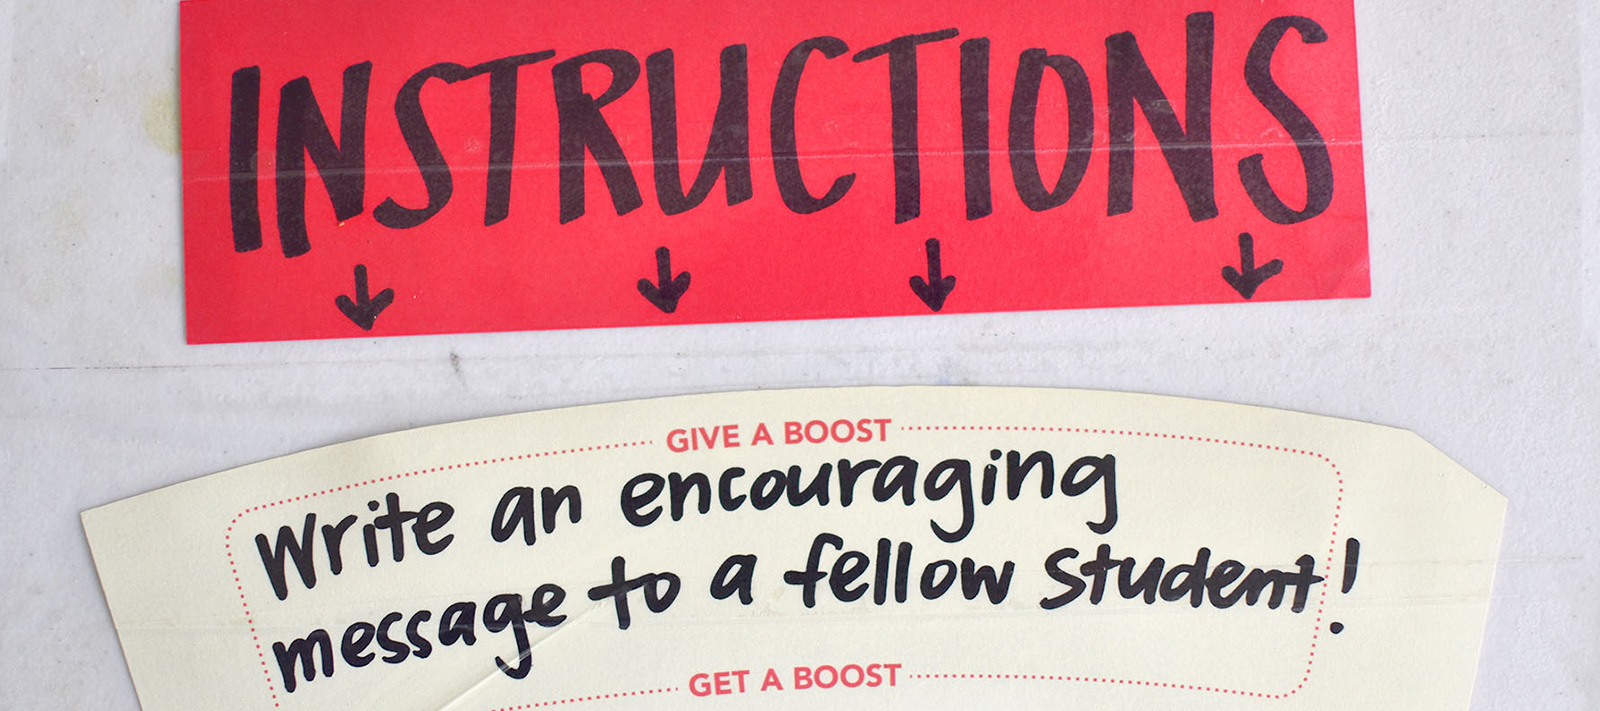 INSTRUCTIONS
GIVE A BOOST
Write an encouraging
message to a fellow student!
GET A BOOST